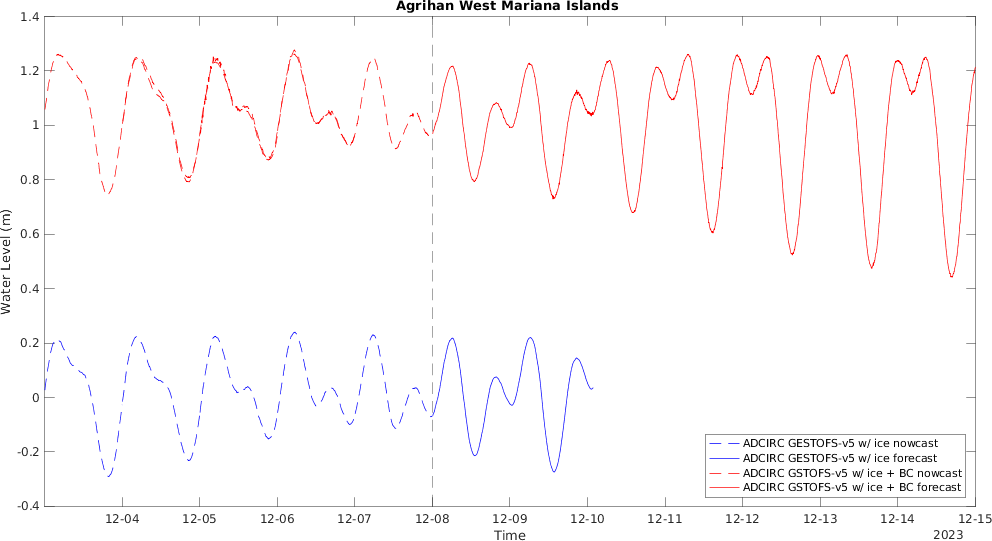 Agrihan West Mariana Islands
1.4
1.2
1
0.8
0.6
0.4
0.2
0
-0.2
-0.4
Water Level (m)
ADCIRC GESTOFS-v5 w/ ice nowcast
ADCIRC GESTOFS-v5 w/ ice forecast
ADCIRC GSTOFS-v5 w/ ice + BC nowcast
ADCIRC GSTOFS-v5 w/ ice + BC forecast
12-04 12-05 12-06 12-07 12-08 12-09 12-10 12-11 12-12 12-13 12-14 12-15
Time
2023